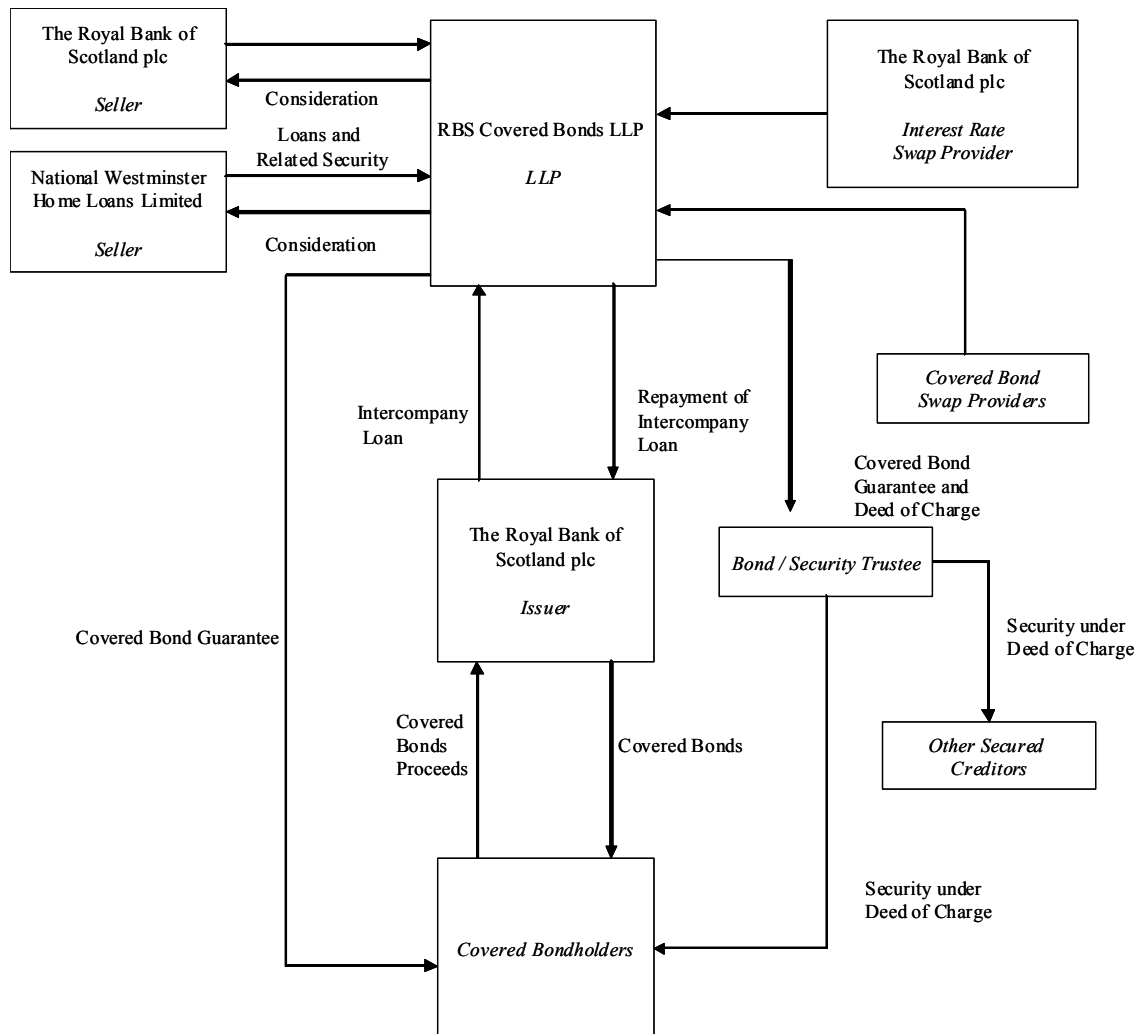 The Royal Bank of
Scotland plc
Seller
Consideration
Loans and
Related Security
National Westminster
Home Loans Limited
Seller
Consideration
RBS Covered Bonds LLP
LLP
The Royal Bank of
Scotland plc
Interest Rate
Swap Provider
Covered Bond
Swap Providers
Intercompany
Loan
Repayment of
Intercompany
Loan
Covered Bond
Guarantee and
Deed of Charge
The Royal Bank of
Scotland plc
Issuer
Bond / Security Trustee
Covered Bond Guarantee
Security under
Deed of Charge
Covered
Bonds
Proceeds
Covered Bonds
Other Secured
Creditors
Security under
Deed of Charge
Covered Bondholders